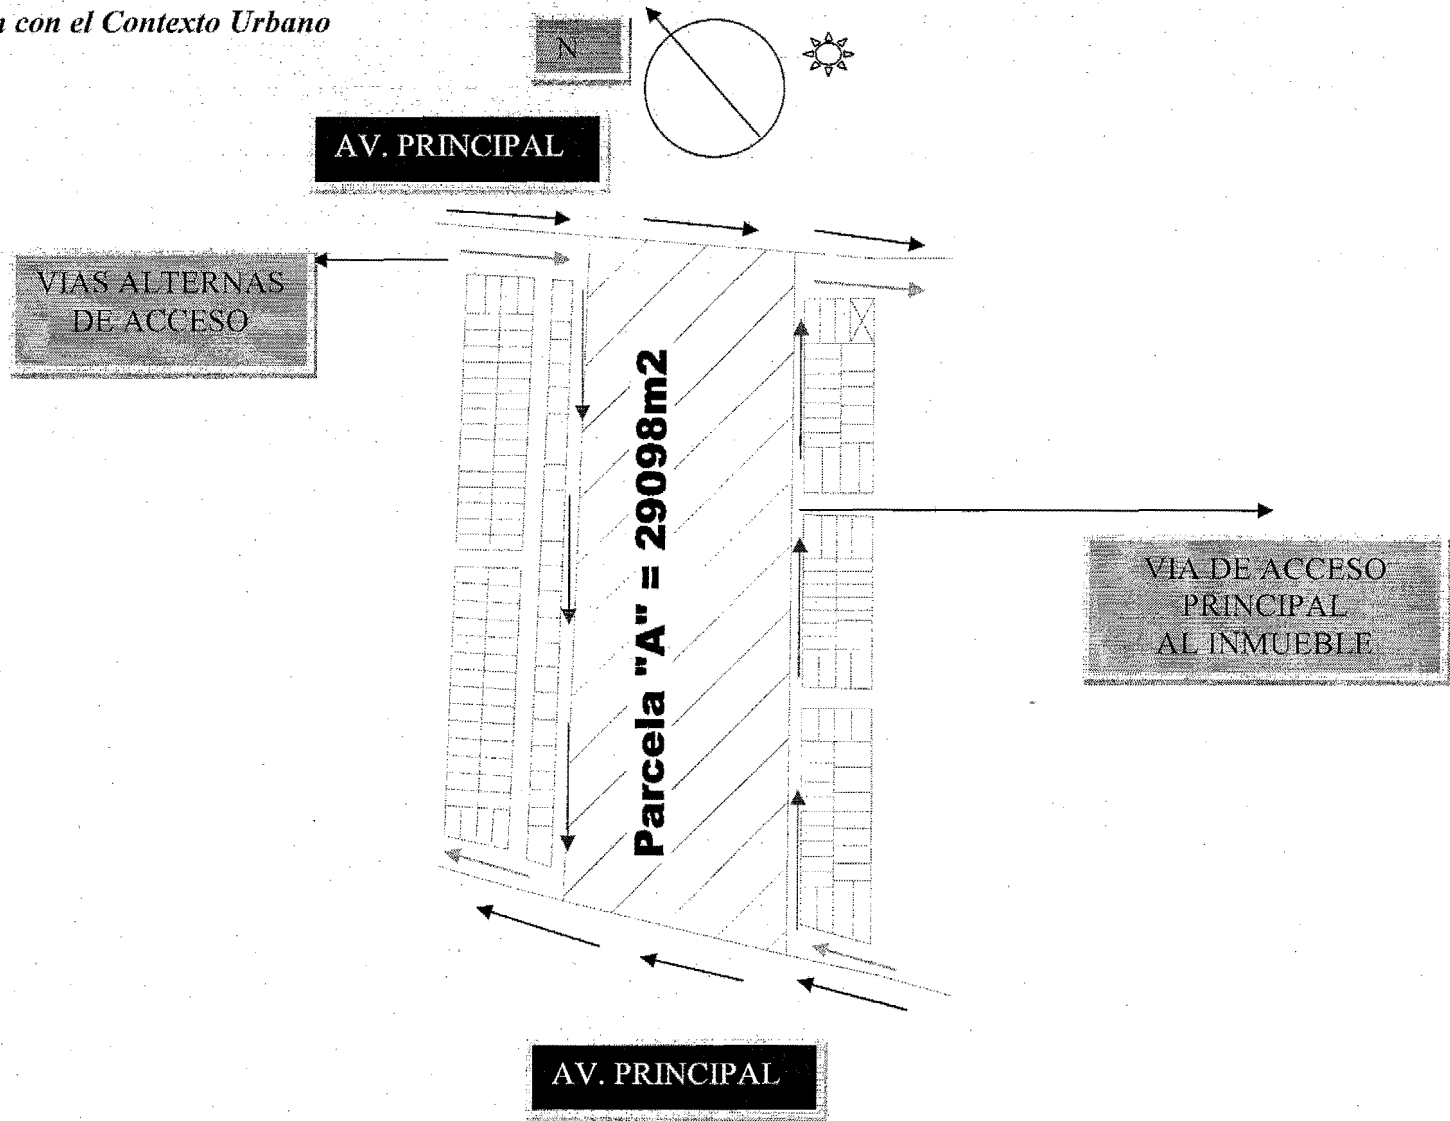 con el Contexto Urbano
N
AV. PRINCIPAL
VIAS ALTERNAS
DE ACCESO
Parcela "A" = 29098m2
VIA DE ACCESO
PRINCIPAL
AL INMUEBLE
AV. PRINCIPAL